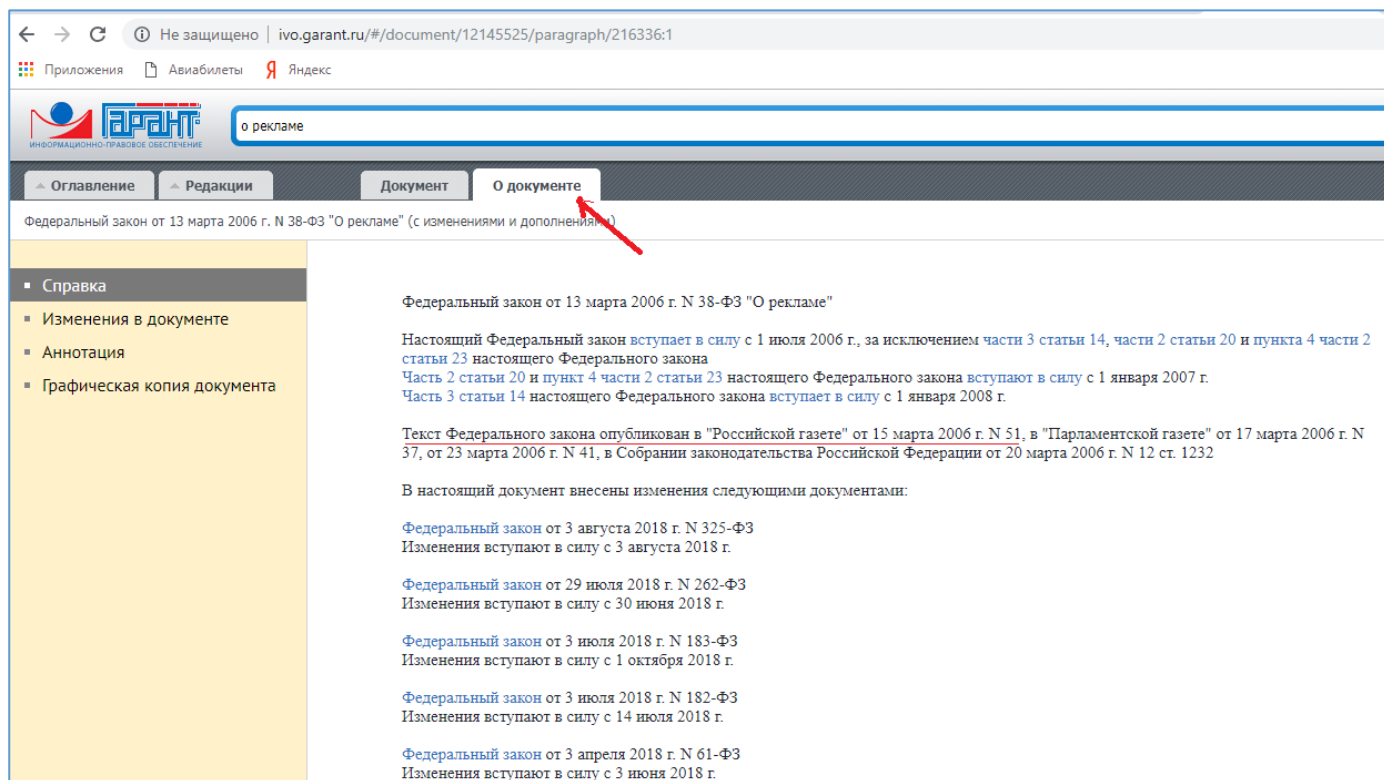 Не защищено | ivo.garant.ru/#/document/12145525/paragraph/216336:1
Приложения Авиабилеты Яндекс
ГАРАНТ
ИНФОРМАЦИОННО-ПРАВОВОЕ ОБЕСПЕЧЕНИЕ
о рекламе
Оглавление Редакции Документ О документе
Федеральный закон от 13 марта 2006 г. N 38-ФЗ "О рекламе" (с изменениями и дополнениями)
Справка
Изменения в документе
Аннотация
Графическая копия документа
Федеральный закон от 13 марта 2006 г. N 38-ФЗ "О рекламе"
Настоящий Федеральный закон вступает в силу с 1 июля 2006 г., за исключением части 3 статьи 14, части 2 статьи 20 и пункта 4 части 2
статьи 23 настоящего Федерального закона
Часть 2 статьи 20 и пункт 4 части 2 статьи 23 настоящего Федерального закона вступают в силу с 1 января 2007 г.
Часть 3 статьи 14 настоящего Федерального закона вступает в силу с 1 января 2008 г.
Текст Федерального закона опубликован в "Российской газете" от 15 марта 2006 г. N 51, в "Парламентской газете" от 17 марта 2006 г. N
37, от 23 марта 2006 г. N 41, в Собрании законодательства Российской Федерации от 20 марта 2006 г. N 12 ст. 1232
В настоящий документ внесены изменения следующими документами:
Федеральный закон от 3 августа 2018 г. N 325-ФЗ
Изменения вступают в силу с 3 августа 2018 г.
Федеральный закон от 29 июля 2018 г. N 262-ФЗ
Изменения вступают в силу с 30 июня 2018 г.
Федеральный закон от 3 июля 2018 г. N 183-ФЗ
Изменения вступают в силу с 1 октября 2018 г.
Федеральный закон от 3 июля 2018 г. N 182-ФЗ
Изменения вступают в силу с 14 июля 2018 г.
Федеральный закон от 3 апреля 2018 г. N 61-ФЗ
Изменения вступают в силу с 3 июня 2018 г.